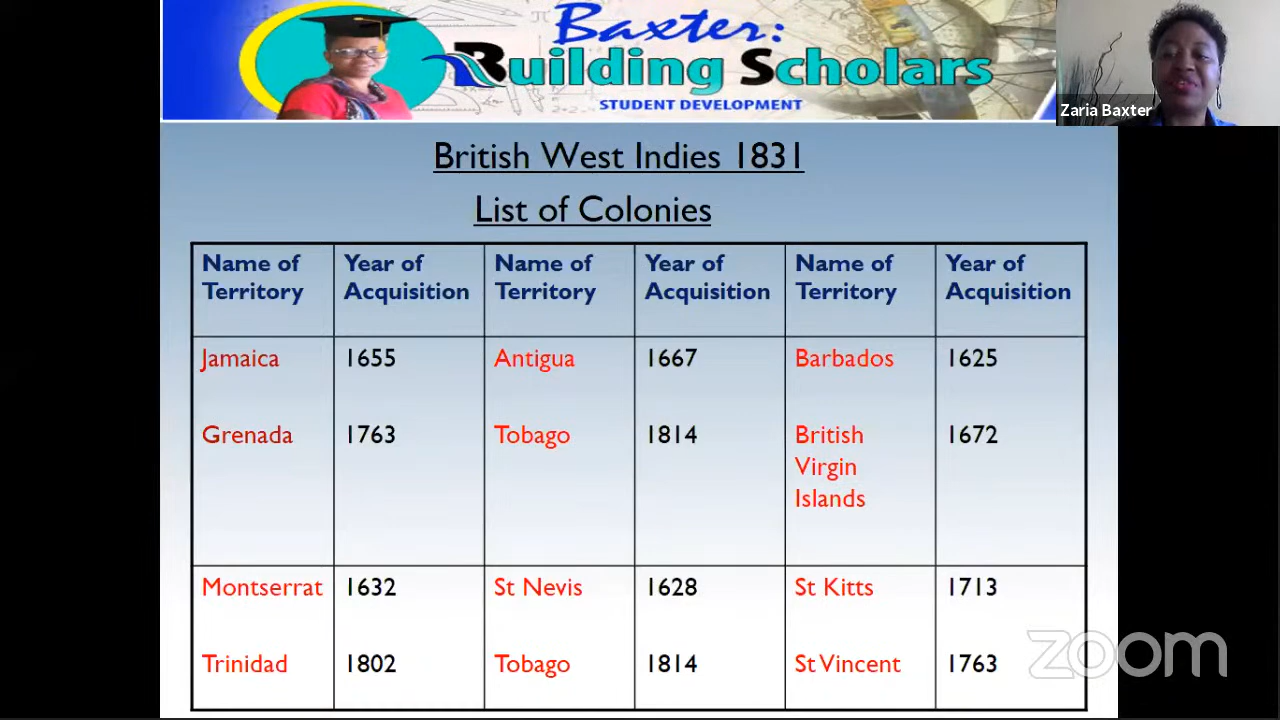 Baxter:
Building Scholars
STUDENT DEVELOPMENT
Zaria Baxter
British West Indies 1831
List of Colonies
Name of Territory Year of Acquisition Name of Territory Year of Acquisition Name of Territory Year of Acquisition
Jamaica 1655 Antigua 1667 Barbados 1625
Grenada 1763 Tobago 1814 British Virgin Islands 1672
Montserrat 1632 St Nevis 1628 St Kitts 1713
Trinidad 1802 Tobago 1814 St Vincent 1763
zoom